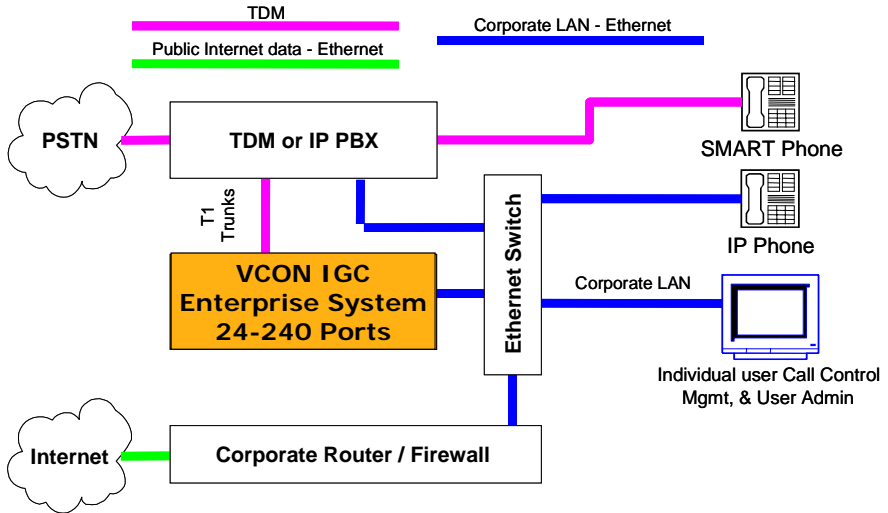 TDM
Corporate LAN - Ethernet
Public Internet data - Ethernet
PSTN
TDM or IP PBX
SMART Phone
T1
Trunks
Ethernet Switch
IP Phone
VCON IGC
Enterprise System
24-240 Ports
Corporate LAN
Individual user Call Control
Mgmt, & User Admin
Internet
Corporate Router / Firewall